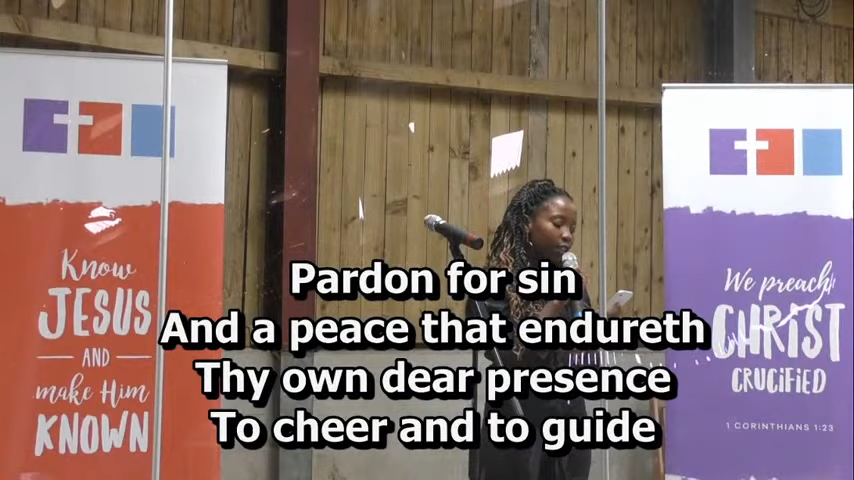 Know
JESUS
AND
make Him
KNOWN
Pardon for sin
And a peace that endureth
Thy own dear presence
To cheer and to guide
We preach
CHRIST
CRUCIFIED
1 CORINTHIANS 1:23